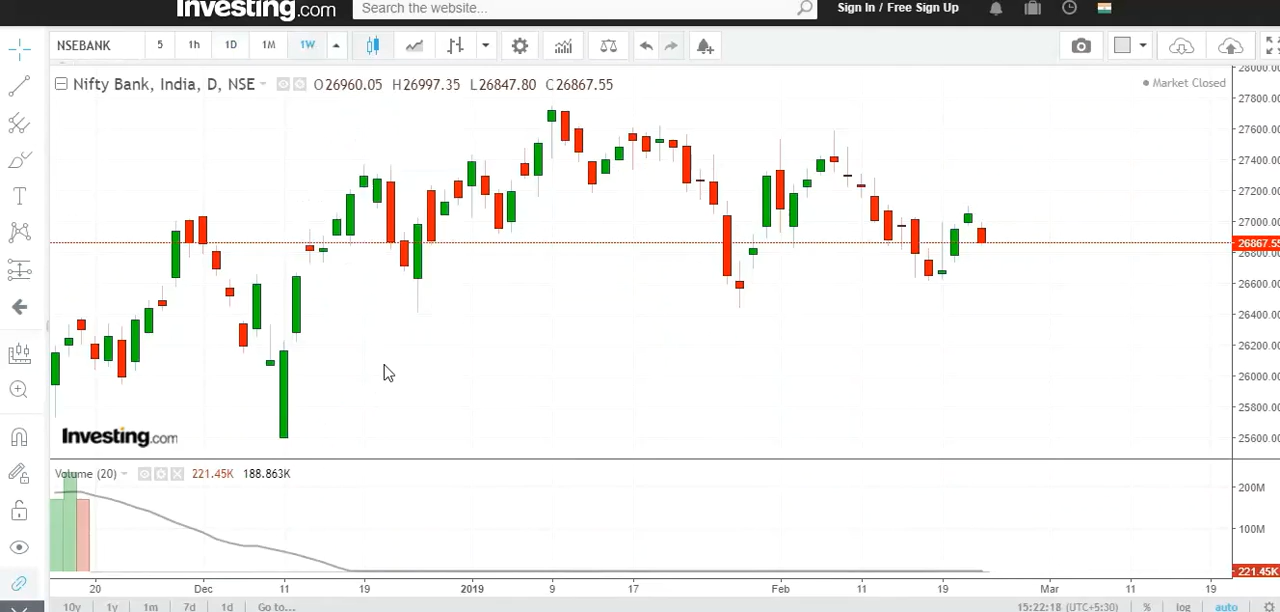 Investing.com Search the website... Sign In / Free Sign Up
NSEBANK 5 1h 1D 1M 1W
Nifty Bank, India, D, NSE O26960.05 H26997.35 L26847.80 C26867.55 Market Closed
28000.00
27800.00
27600.00
27400.00
27200.00
27000.00
26867.55
26800.00
26600.00
26400.00
26200.00
26000.00
25800.00
25600.00
Investing.com
Volume (20) 221.45K 188.863K
200M
100M
221.45K
20 Dec 11 19 2019 9 17 Feb 11 19 Mar 11 19
10y 1y 1m 7d 1d Go to... 15:22:18 (UTC+5:30) % log auto